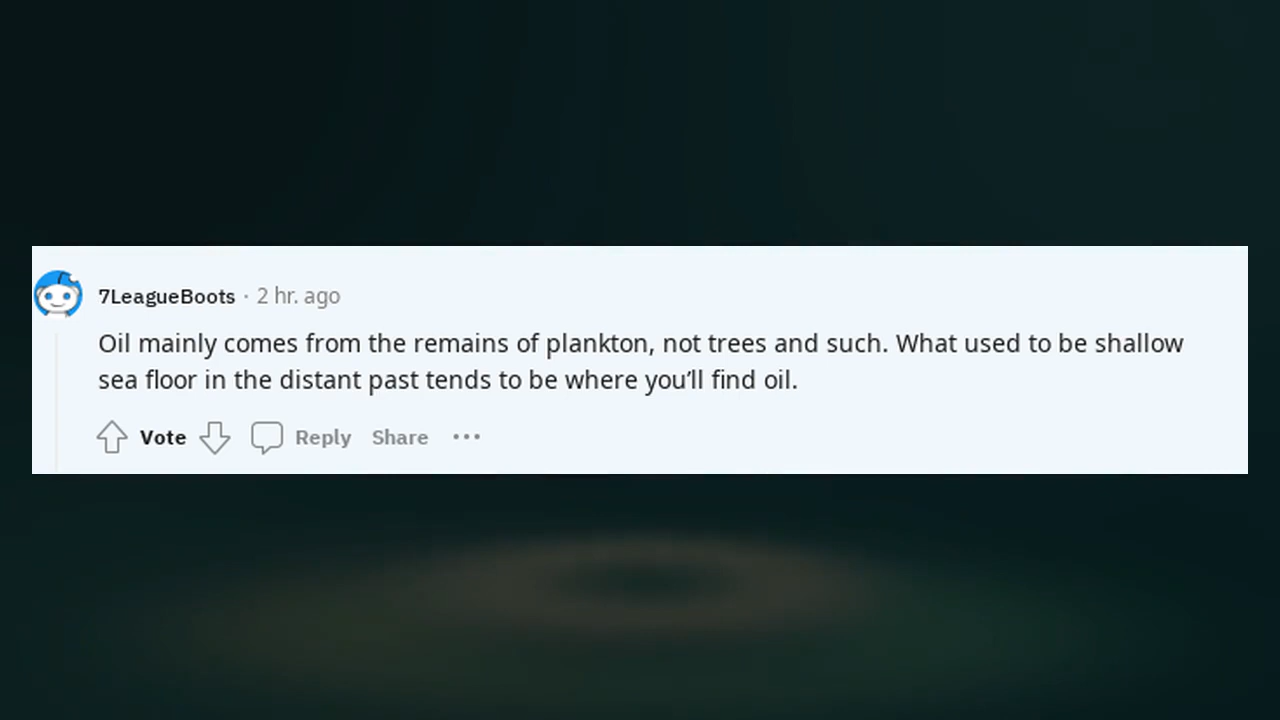 7LeagueBoots · 2 hr. ago
Oil mainly comes from the remains of plankton, not trees and such. What used to be shallow
sea floor in the distant past tends to be where you’ll find oil.
Vote Reply Share •••